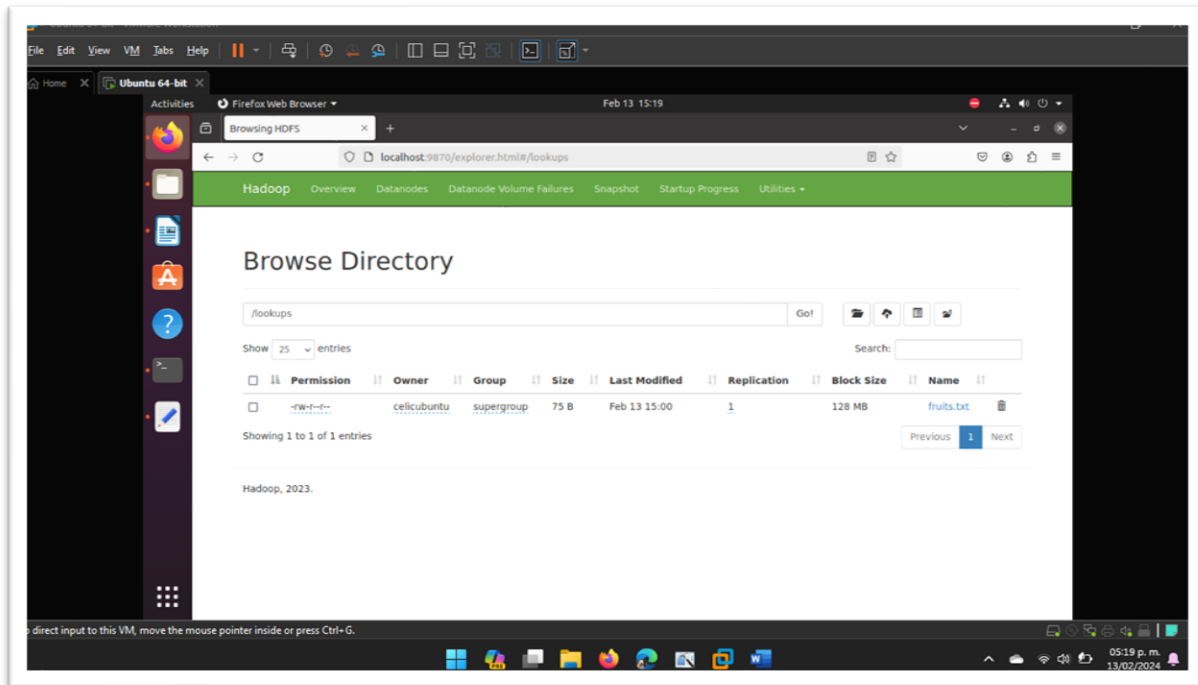 File Edit View VM Tabs Help
Home Ubuntu 64-bit
Activities Firefox Web Browser Feb 13 15:19
Browsing HDFS
localhost:9870/explorer.html#/lookups
Hadoop Overview Datanodes Datanode Volume Failures Snapshot Startup Progress Utilities
Browse Directory
/lookups Go!
Show 25 entries Search:
Permission Owner Group Size Last Modified Replication Block Size Name
-rw-r--r-- celicubuntu supergroup 75 B Feb 13 15:00 1 128 MB fruits.txt
Showing 1 to 1 of 1 entries Previous 1 Next
Hadoop, 2023.
direct input to this VM, move the mouse pointer inside or press Ctrl+G.
05:19 p. m.
13/02/2024